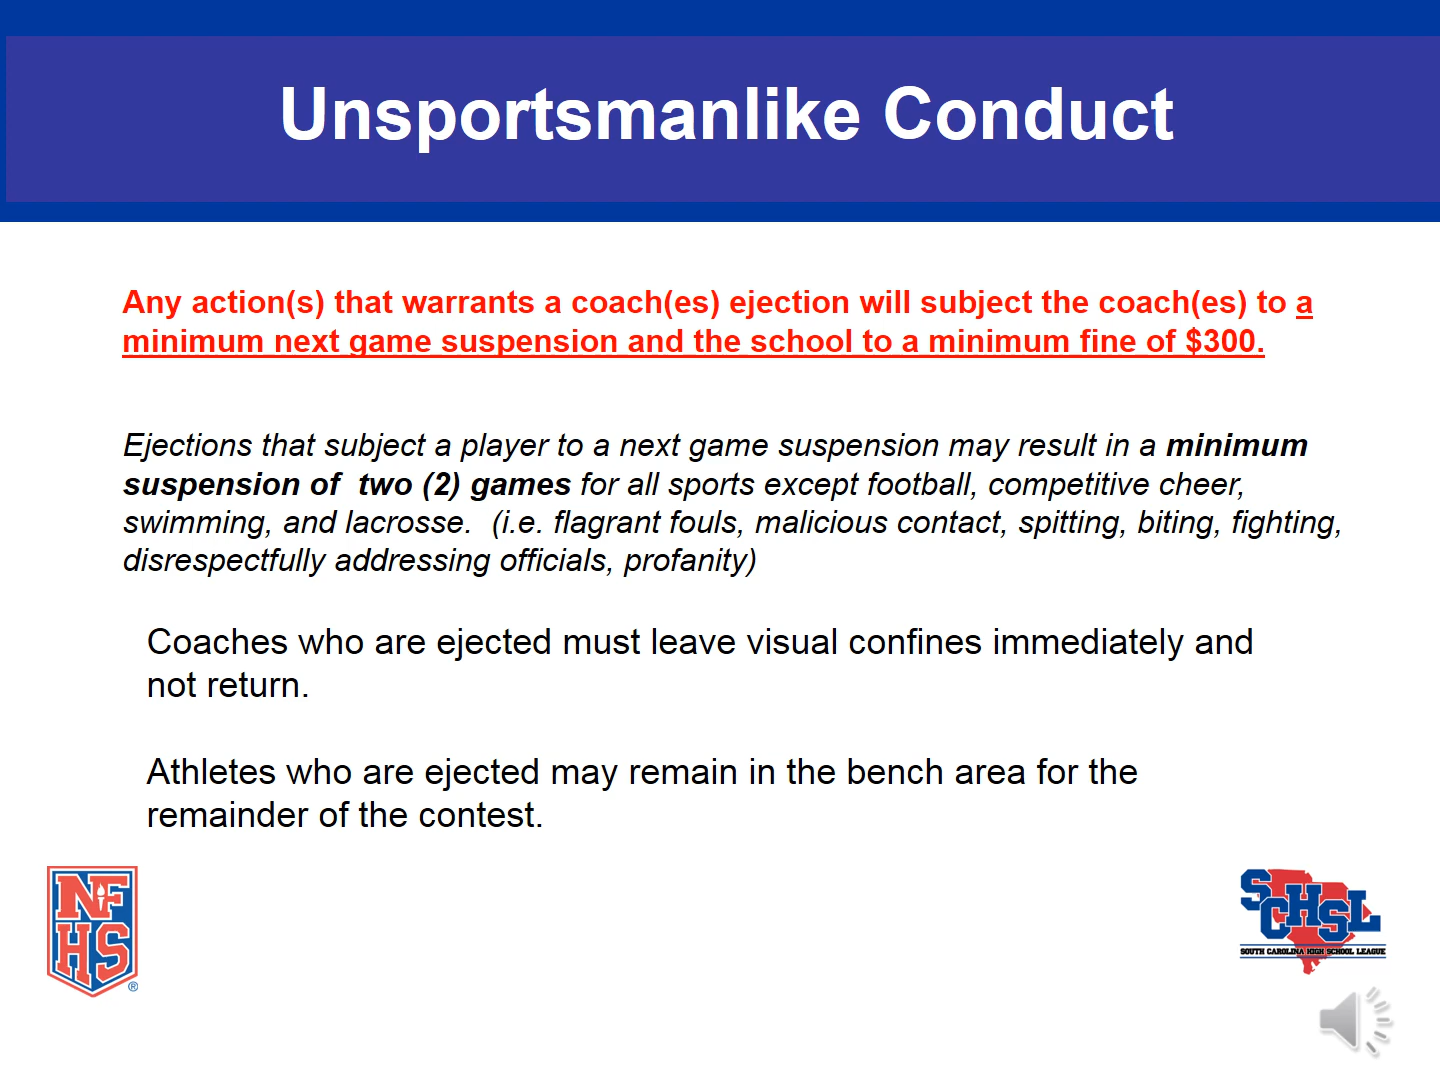 Unsportsmanlike Conduct
Any action(s) that warrants a coach(es) ejection will subject the coach(es) to a
minimum next game suspension and the school to a minimum fine of $300.
Ejections that subject a player to a next game suspension may result in a minimum
suspension of  two (2) games for all sports except football, competitive cheer,
swimming, and lacrosse.  (i.e. flagrant fouls, malicious contact, spitting, biting, fighting,
disrespectfully addressing officials, profanity)
Coaches who are ejected must leave visual confines immediately and
not return.
Athletes who are ejected may remain in the bench area for the
remainder of the contest.
NF
HS
®
SCHSL
SOUTH CAROLINA HIGH SCHOOL LEAGUE